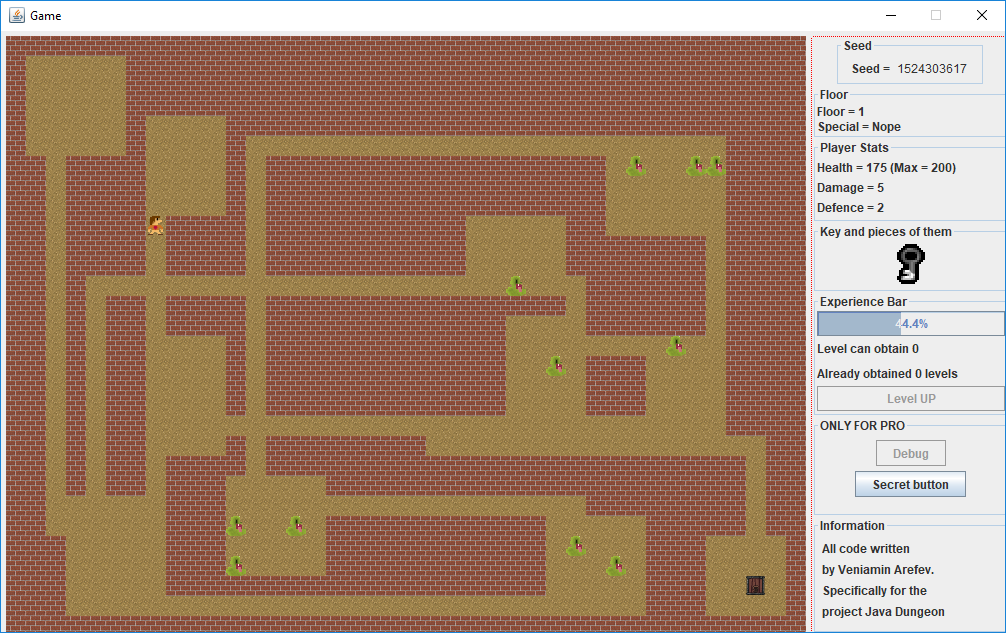 Game
Seed
Seed = 1524303617
Floor
Floor = 1
Special = Nope
Player Stats
Health = 175 (Max = 200)
Damage = 5
Defence = 2
Key and pieces of them
Experience Bar
44.4%
Level can obtain 0
Already obtained 0 levels
Level UP
ONLY FOR PRO
Debug
Secret button
Information
All code written
by Veniamin Arefev.
Specifically for the
project Java Dungeon